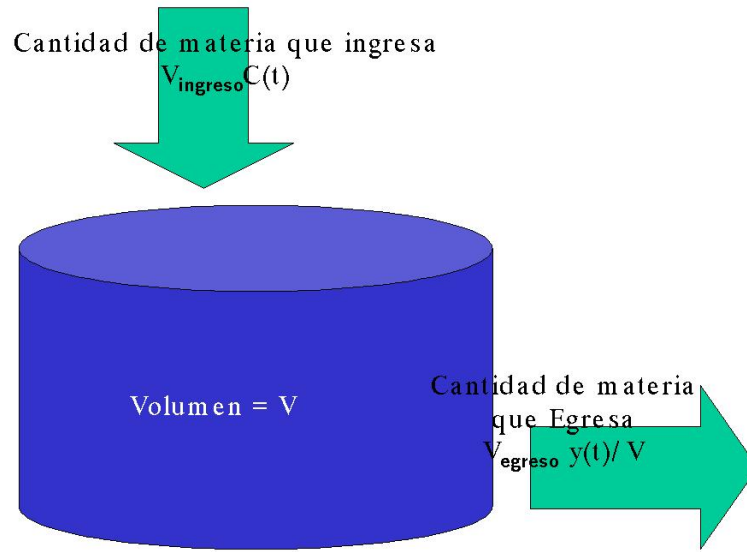 Cantidad de materia que ingresa
VingresoC(t)
Volumen = V
Cantidad de materia
que Egresa
Vegreso y(t)/ V